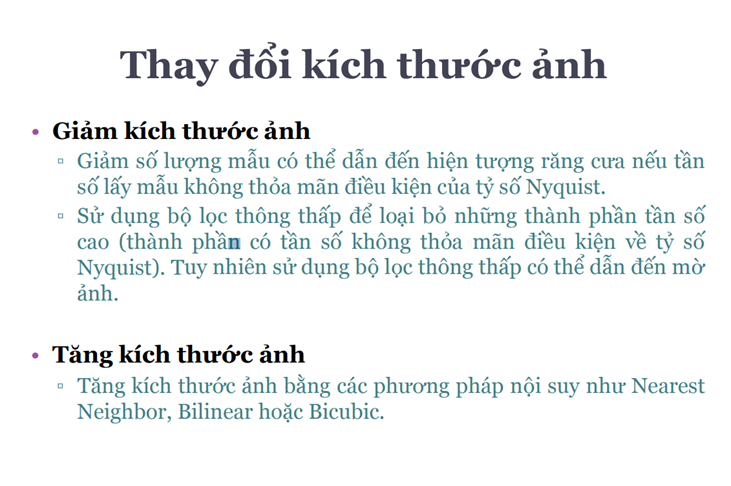 Thay đổi kích thước ảnh
• Giảm kích thước ảnh
▫ Giảm số lượng mẫu có thể dẫn đến hiện tượng răng cưa nếu tần
số lấy mẫu không thỏa mãn điều kiện của tỷ số Nyquist.
▫ Sử dụng bộ lọc thông thấp để loại bỏ những thành phần tần số
cao (thành phần có tần số không thỏa mãn điều kiện về tỷ số
Nyquist). Tuy nhiên sử dụng bộ lọc thông thấp có thể dẫn đến mờ
ảnh.
• Tăng kích thước ảnh
▫ Tăng kích thước ảnh bằng các phương pháp nội suy như Nearest
Neighbor, Bilinear hoặc Bicubic.